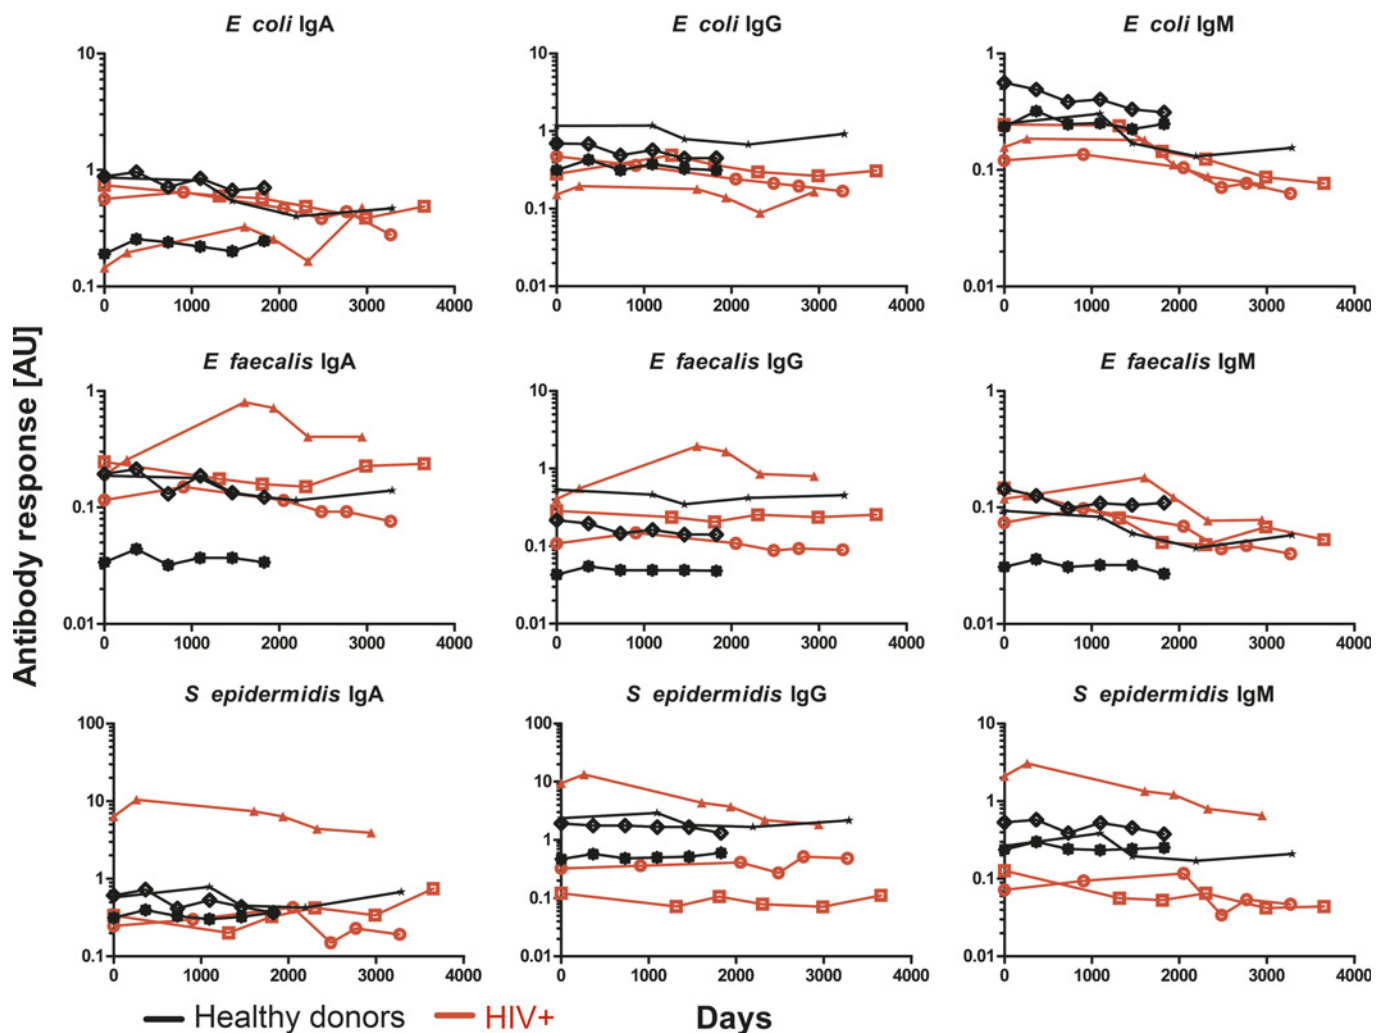 E coli IgA
E coli IgG
E coli IgM
10
1
0.1
0 1000 2000 3000 4000
10
1
0.1
0.01
0 1000 2000 3000 4000
1
0.1
0.01
0 1000 2000 3000 4000
Antibody response [AU]
E faecalis IgA
E faecalis IgG
E faecalis IgM
1
0.1
0.01
0 1000 2000 3000 4000
10
1
0.1
0.01
0 1000 2000 3000 4000
1
0.1
0.01
0 1000 2000 3000 4000
S epidermidis IgA
S epidermidis IgG
S epidermidis IgM
100
10
1
0.1
0 1000 2000 3000 4000
100
10
1
0.1
0.01
0 1000 2000 3000 4000
10
1
0.1
0.01
0 1000 2000 3000 4000
Healthy donors HIV+ Days